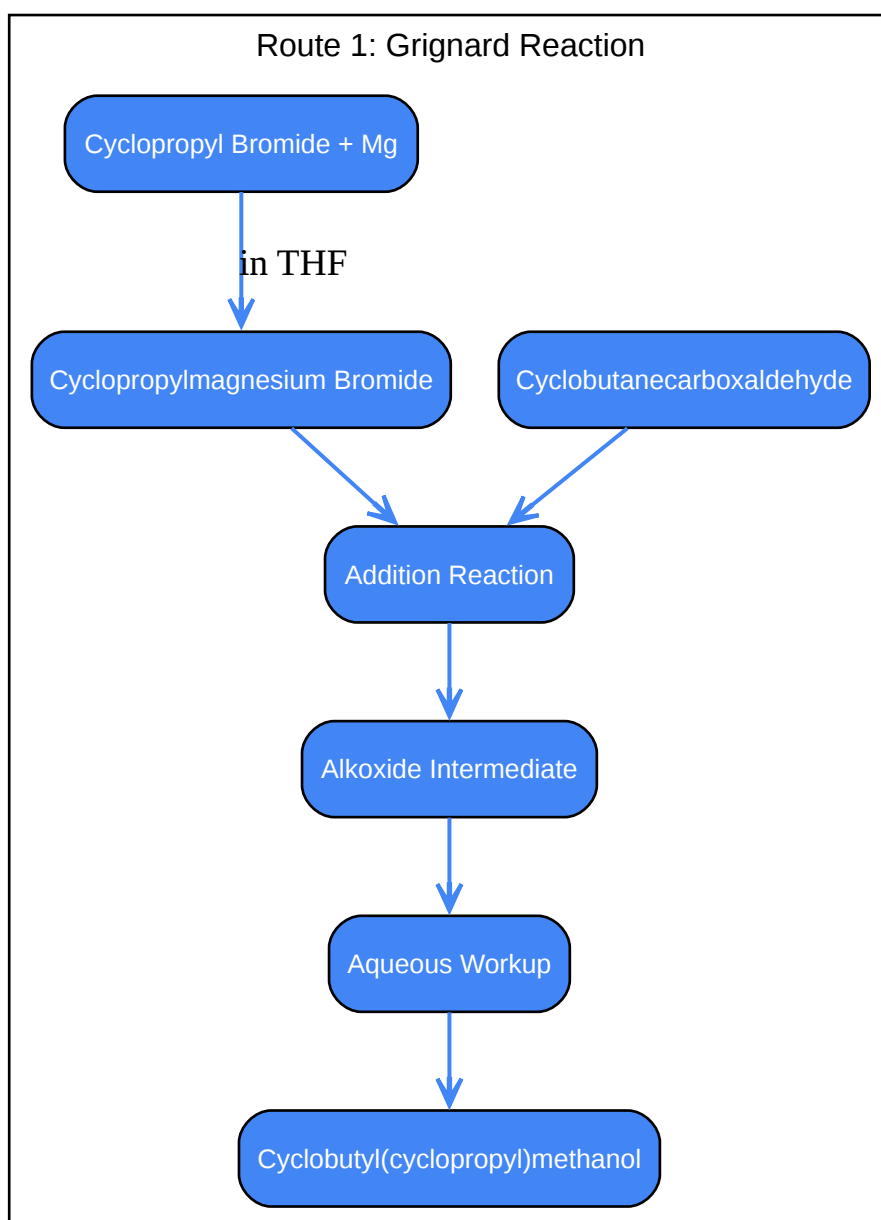 Route 1: Grignard Reaction
Cyclopropyl Bromide + Mg
in THF
Cyclopropylmagnesium Bromide
Cyclobutanecarboxaldehyde
Addition Reaction
Alkoxide Intermediate
Aqueous Workup
Cyclobutyl(cyclopropyl)methanol